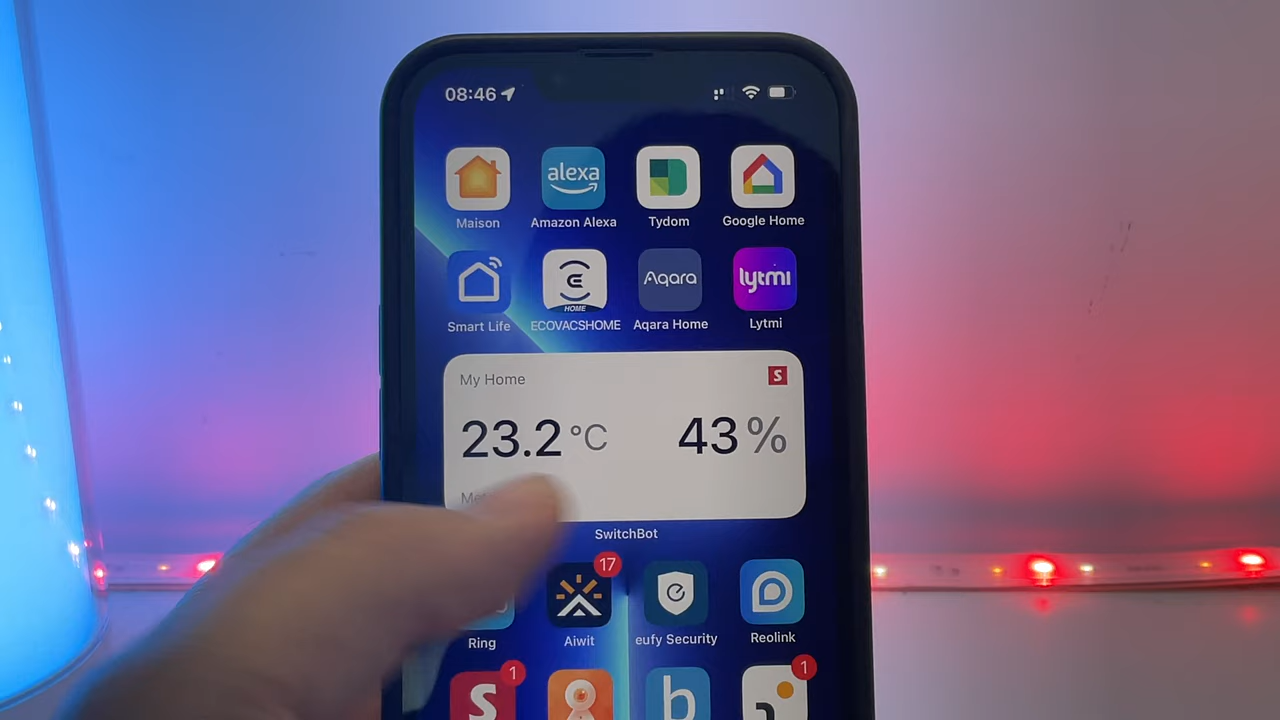 08:46
alexa
Maison Amazon Alexa Tydom Google Home
HOME Aqara lytmi
Smart Life ECOVACSHOME Aqara Home Lytmi
My Home S
23.2 °C 43 %
SwitchBot
17
Ring Aiwit eufy Security Reolink
1 1
S b